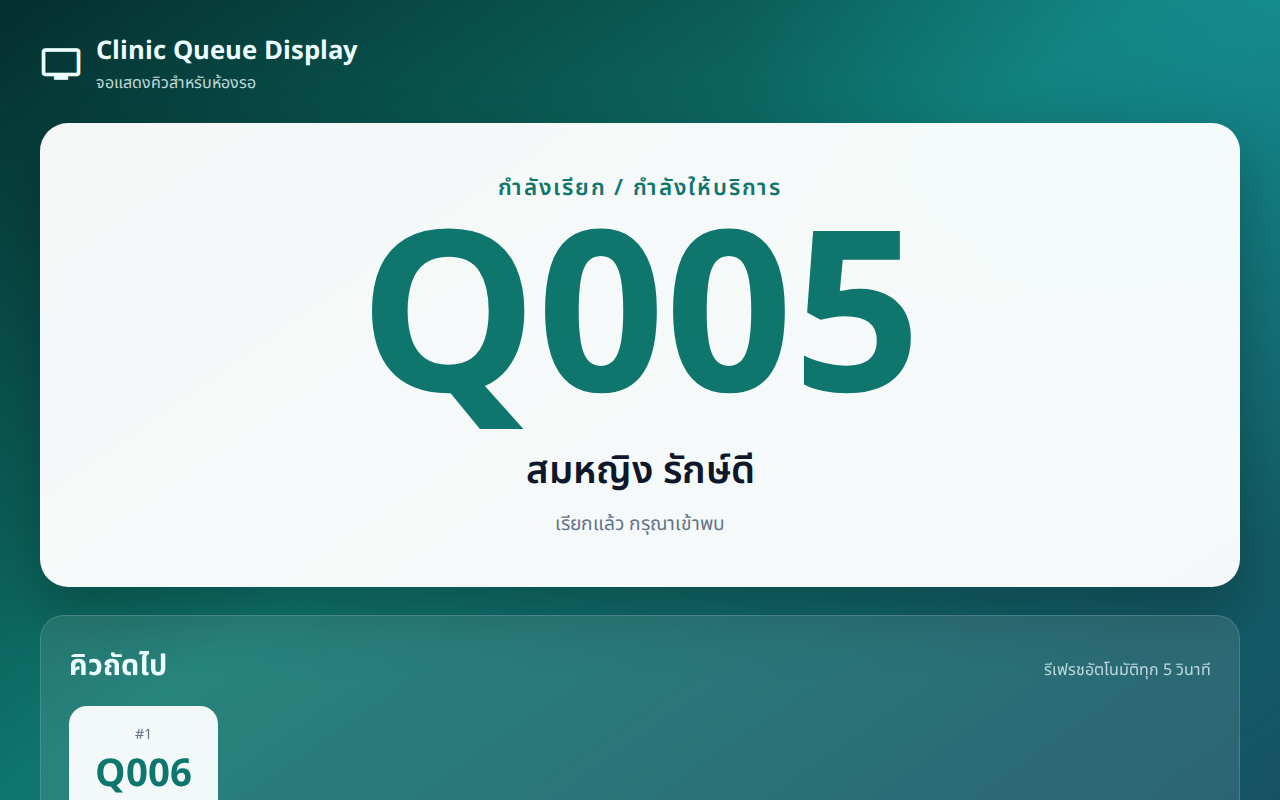 Clinic Queue Display
จอแสดงคิวสำหรับห้องรอ
กำลังเรียก / กำลังให้บริการ
Q005
สมหญิง รักษ์ดี
เรียกแล้ว กรุณาเข้าพบ
คิวถัดไป
รีเฟรชอัตโนมัติทุก 5 วินาที
#1
Q006